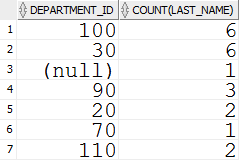 DEPARTMENT_ID COUNT(LAST_NAME)
1 100 6
2 30 6
3 (null) 1
4 90 3
5 20 2
6 70 1
7 110 2